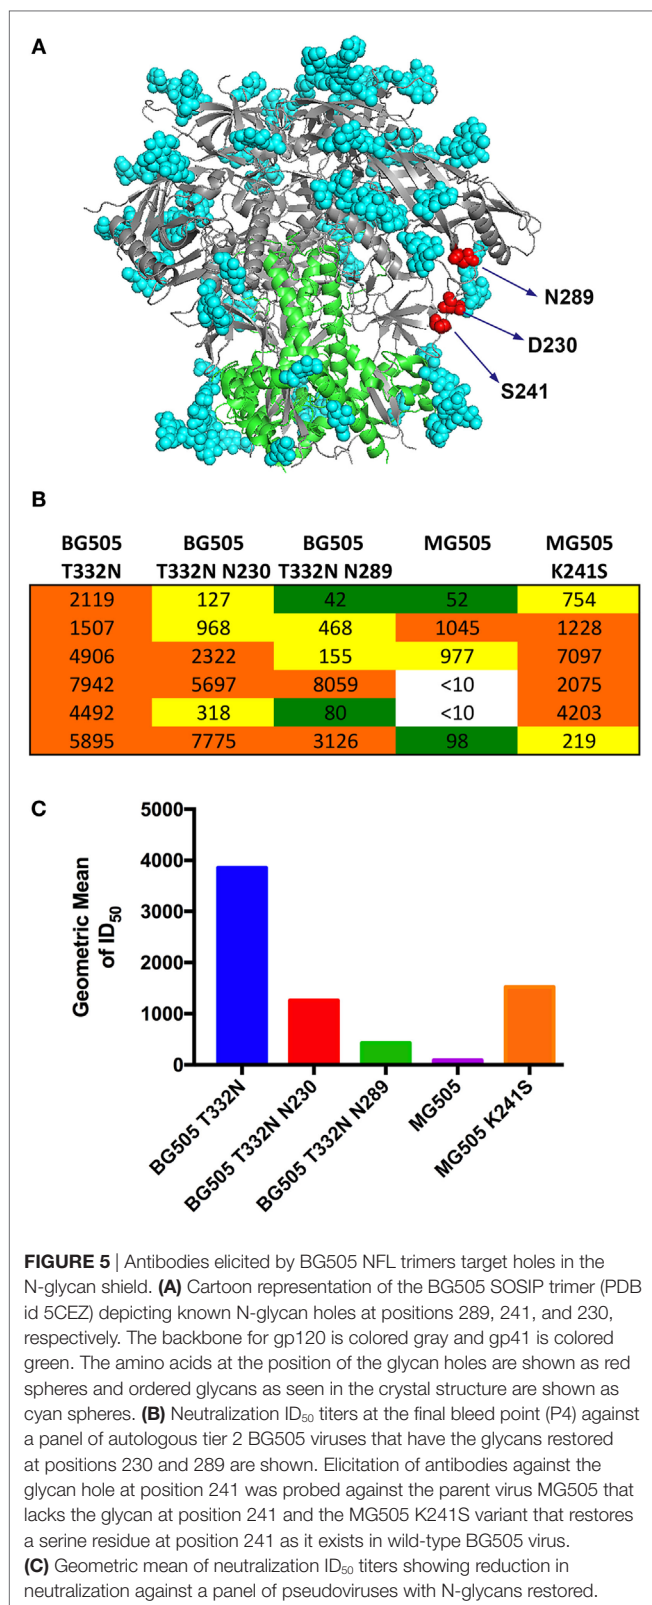 A
N289
D230
S241
B
BG505 T332N BG505 T332N N230 BG505 T332N N289 MG505 MG505 K241S
2119 127 42 52 754
1507 968 468 1045 1228
4906 2322 155 977 7097
7942 5697 8059 <10 2075
4492 318 80 <10 4203
5895 7775 3126 98 219
C
Geometric Mean
of ID50
5000
4000
3000
2000
1000
0
BG505 T332N
BG505 T332N N230
BG505 T332N N289
MG505
MG505 K241S
FIGURE 5 | Antibodies elicited by BG505 NFL trimers target holes in the
N-glycan shield. (A) Cartoon representation of the BG505 SOSIP trimer (PDB
id 5CEZ) depicting known N-glycan holes at positions 289, 241, and 230,
respectively. The backbone for gp120 is colored gray and gp41 is colored
green. The amino acids at the position of the glycan holes are shown as red
spheres and ordered glycans as seen in the crystal structure are shown as
cyan spheres. (B) Neutralization ID50 titers at the final bleed point (P4) against
a panel of autologous tier 2 BG505 viruses that have the glycans restored
at positions 230 and 289 are shown. Elicitation of antibodies against the
glycan hole at position 241 was probed against the parent virus MG505 that
lacks the glycan at position 241 and the MG505 K241S variant that restores
a serine residue at position 241 as it exists in wild-type BG505 virus.
(C) Geometric mean of neutralization ID50 titers showing reduction in
neutralization against a panel of pseudoviruses with N-glycans restored.